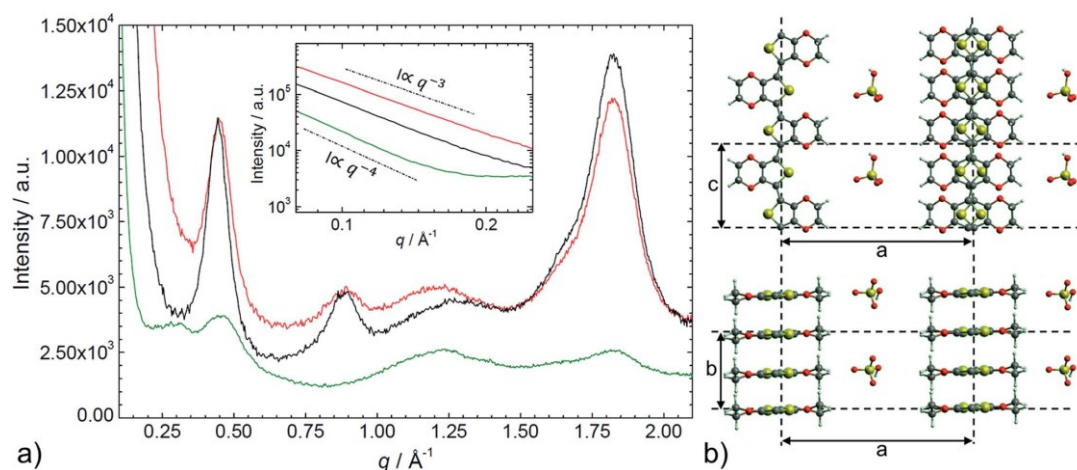 1.50x10⁴
1.25x10⁴
1.00x10⁴
7.50x10³
5.00x10³
2.50x10³
0.00
Intensity / a.u.
0.25 0.50 0.75 1.00 1.25 1.50 1.75 2.00
q / Å⁻¹
10⁵
10⁴
10³
Intensity / a.u.
I∝ q⁻³
I∝ q⁻⁴
0.1 0.2
q / Å⁻¹
a)
c
a
b
a
b)